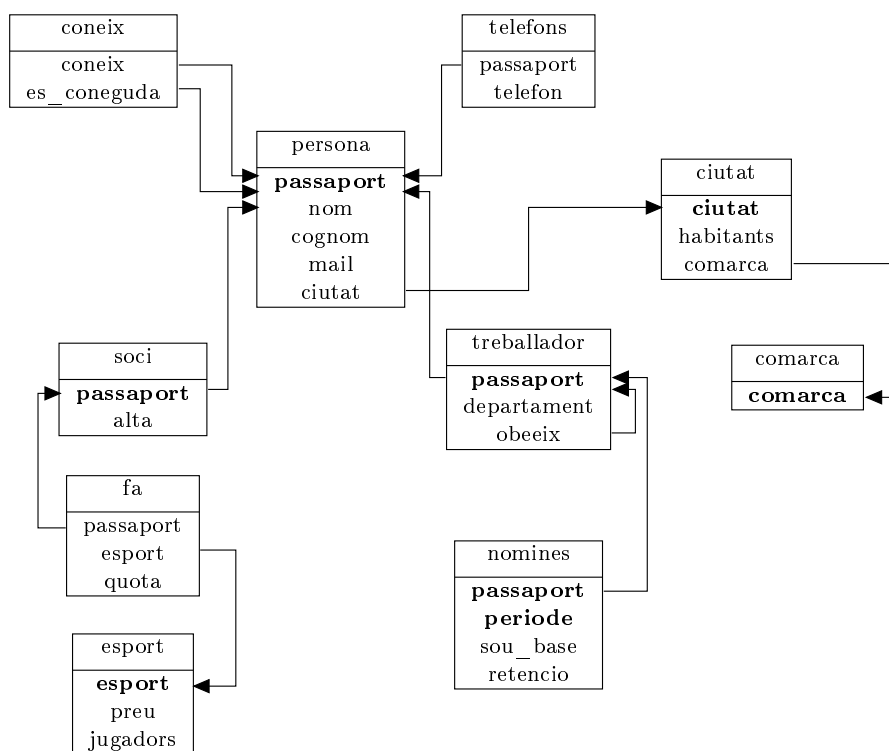 coneix
coneix
es_coneguda
telefons
passaport
telefon
persona
passaport
nom
cognom
mail
ciutat
ciutat
ciutat
habitants
comarca
soci
passaport
alta
treballador
passaport
departament
obeeix
comarca
comarca
fa
passaport
esport
quota
nomines
passaport
periode
sou_base
retencio
esport
esport
preu
jugadors